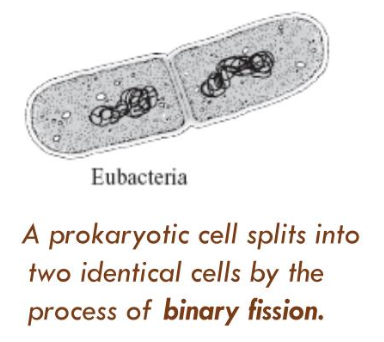 Eubacteria
A prokaryotic cell splits into
two identical cells by the
process of binary fission.